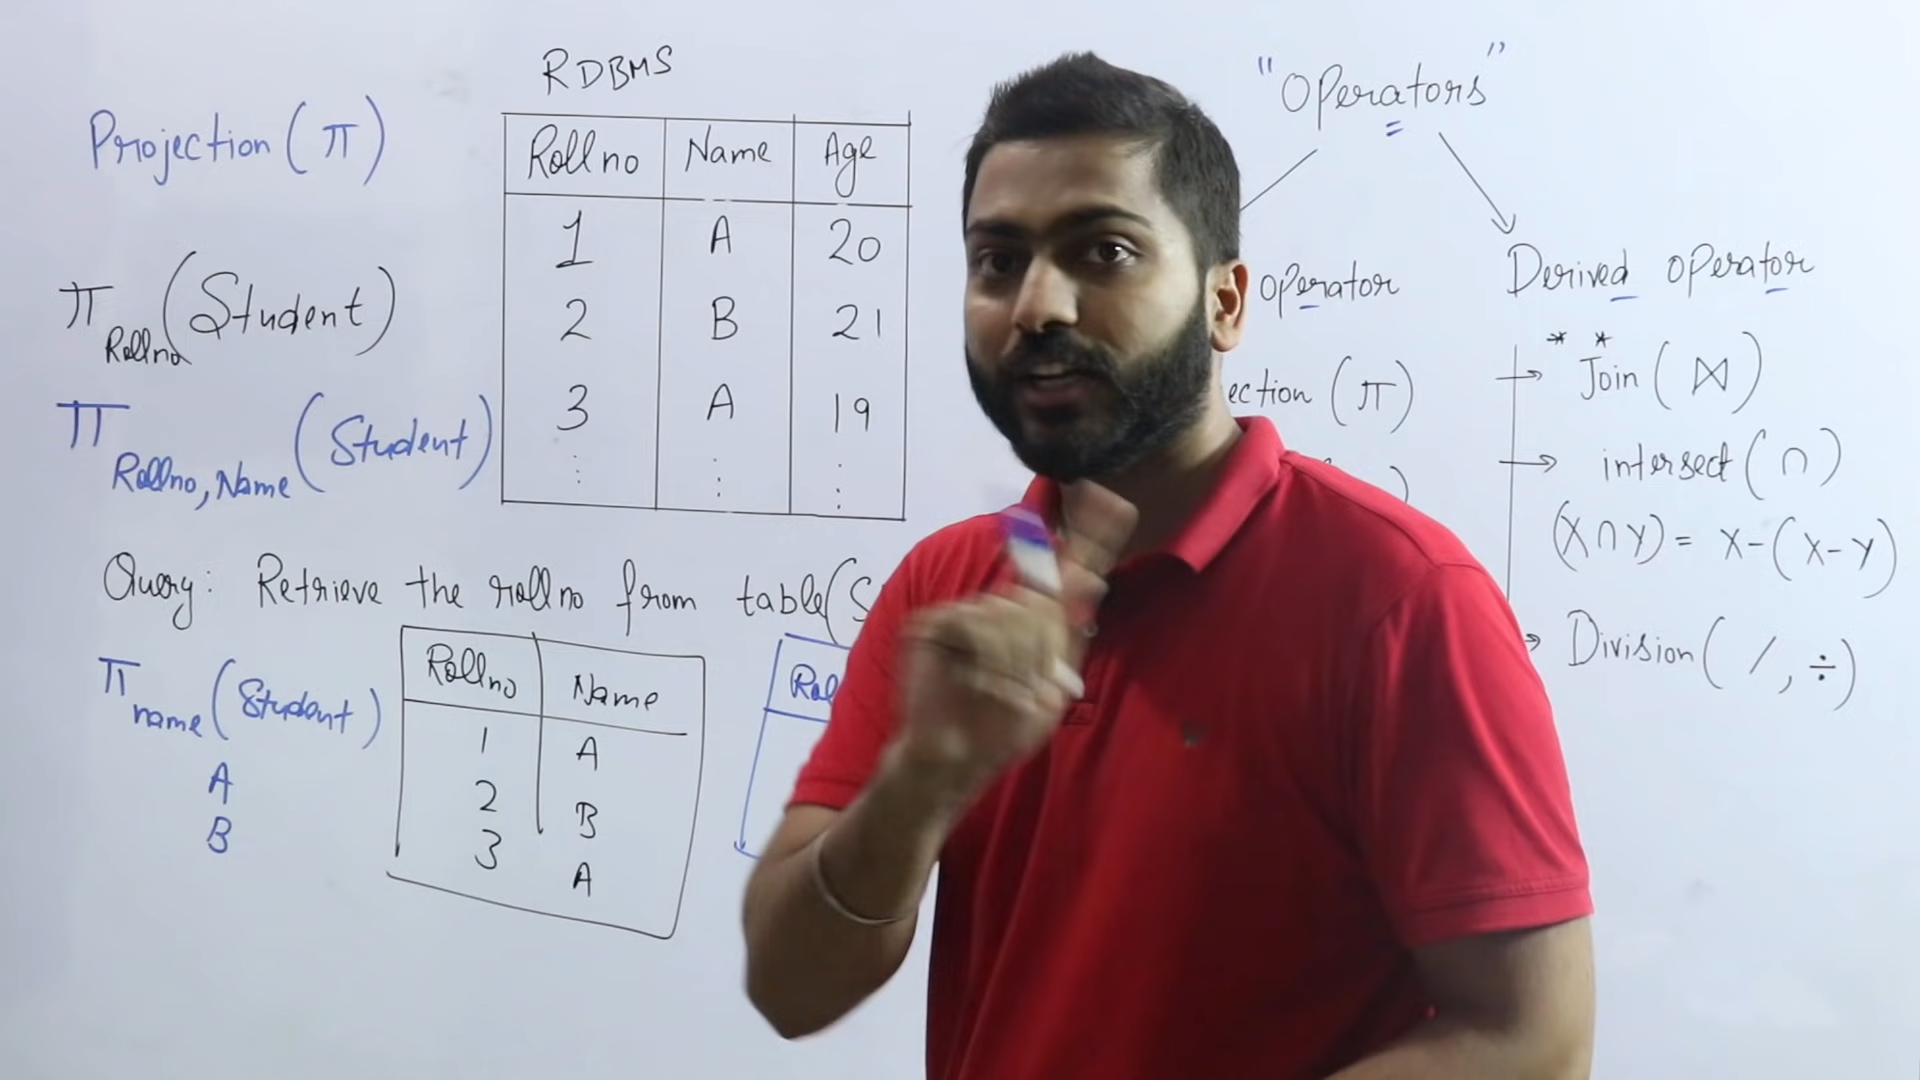 RDBMS
Projection (π)
Rollno Name Age
1 A 20
2 B 21
3 A 19
⋮ ⋮ ⋮
π Rollno (Student)
π Rollno, Name (Student)
Query: Retrieve the rollno from table (S
π name (Student)
A
B
Rollno Name
1 A
2 B
3 A
"Operators"
operator
ection (π)
)
Derived operator
* *
Join (⋈)
intersect (∩)
(X∩Y) = X-(X-Y)
Division (/, ÷)